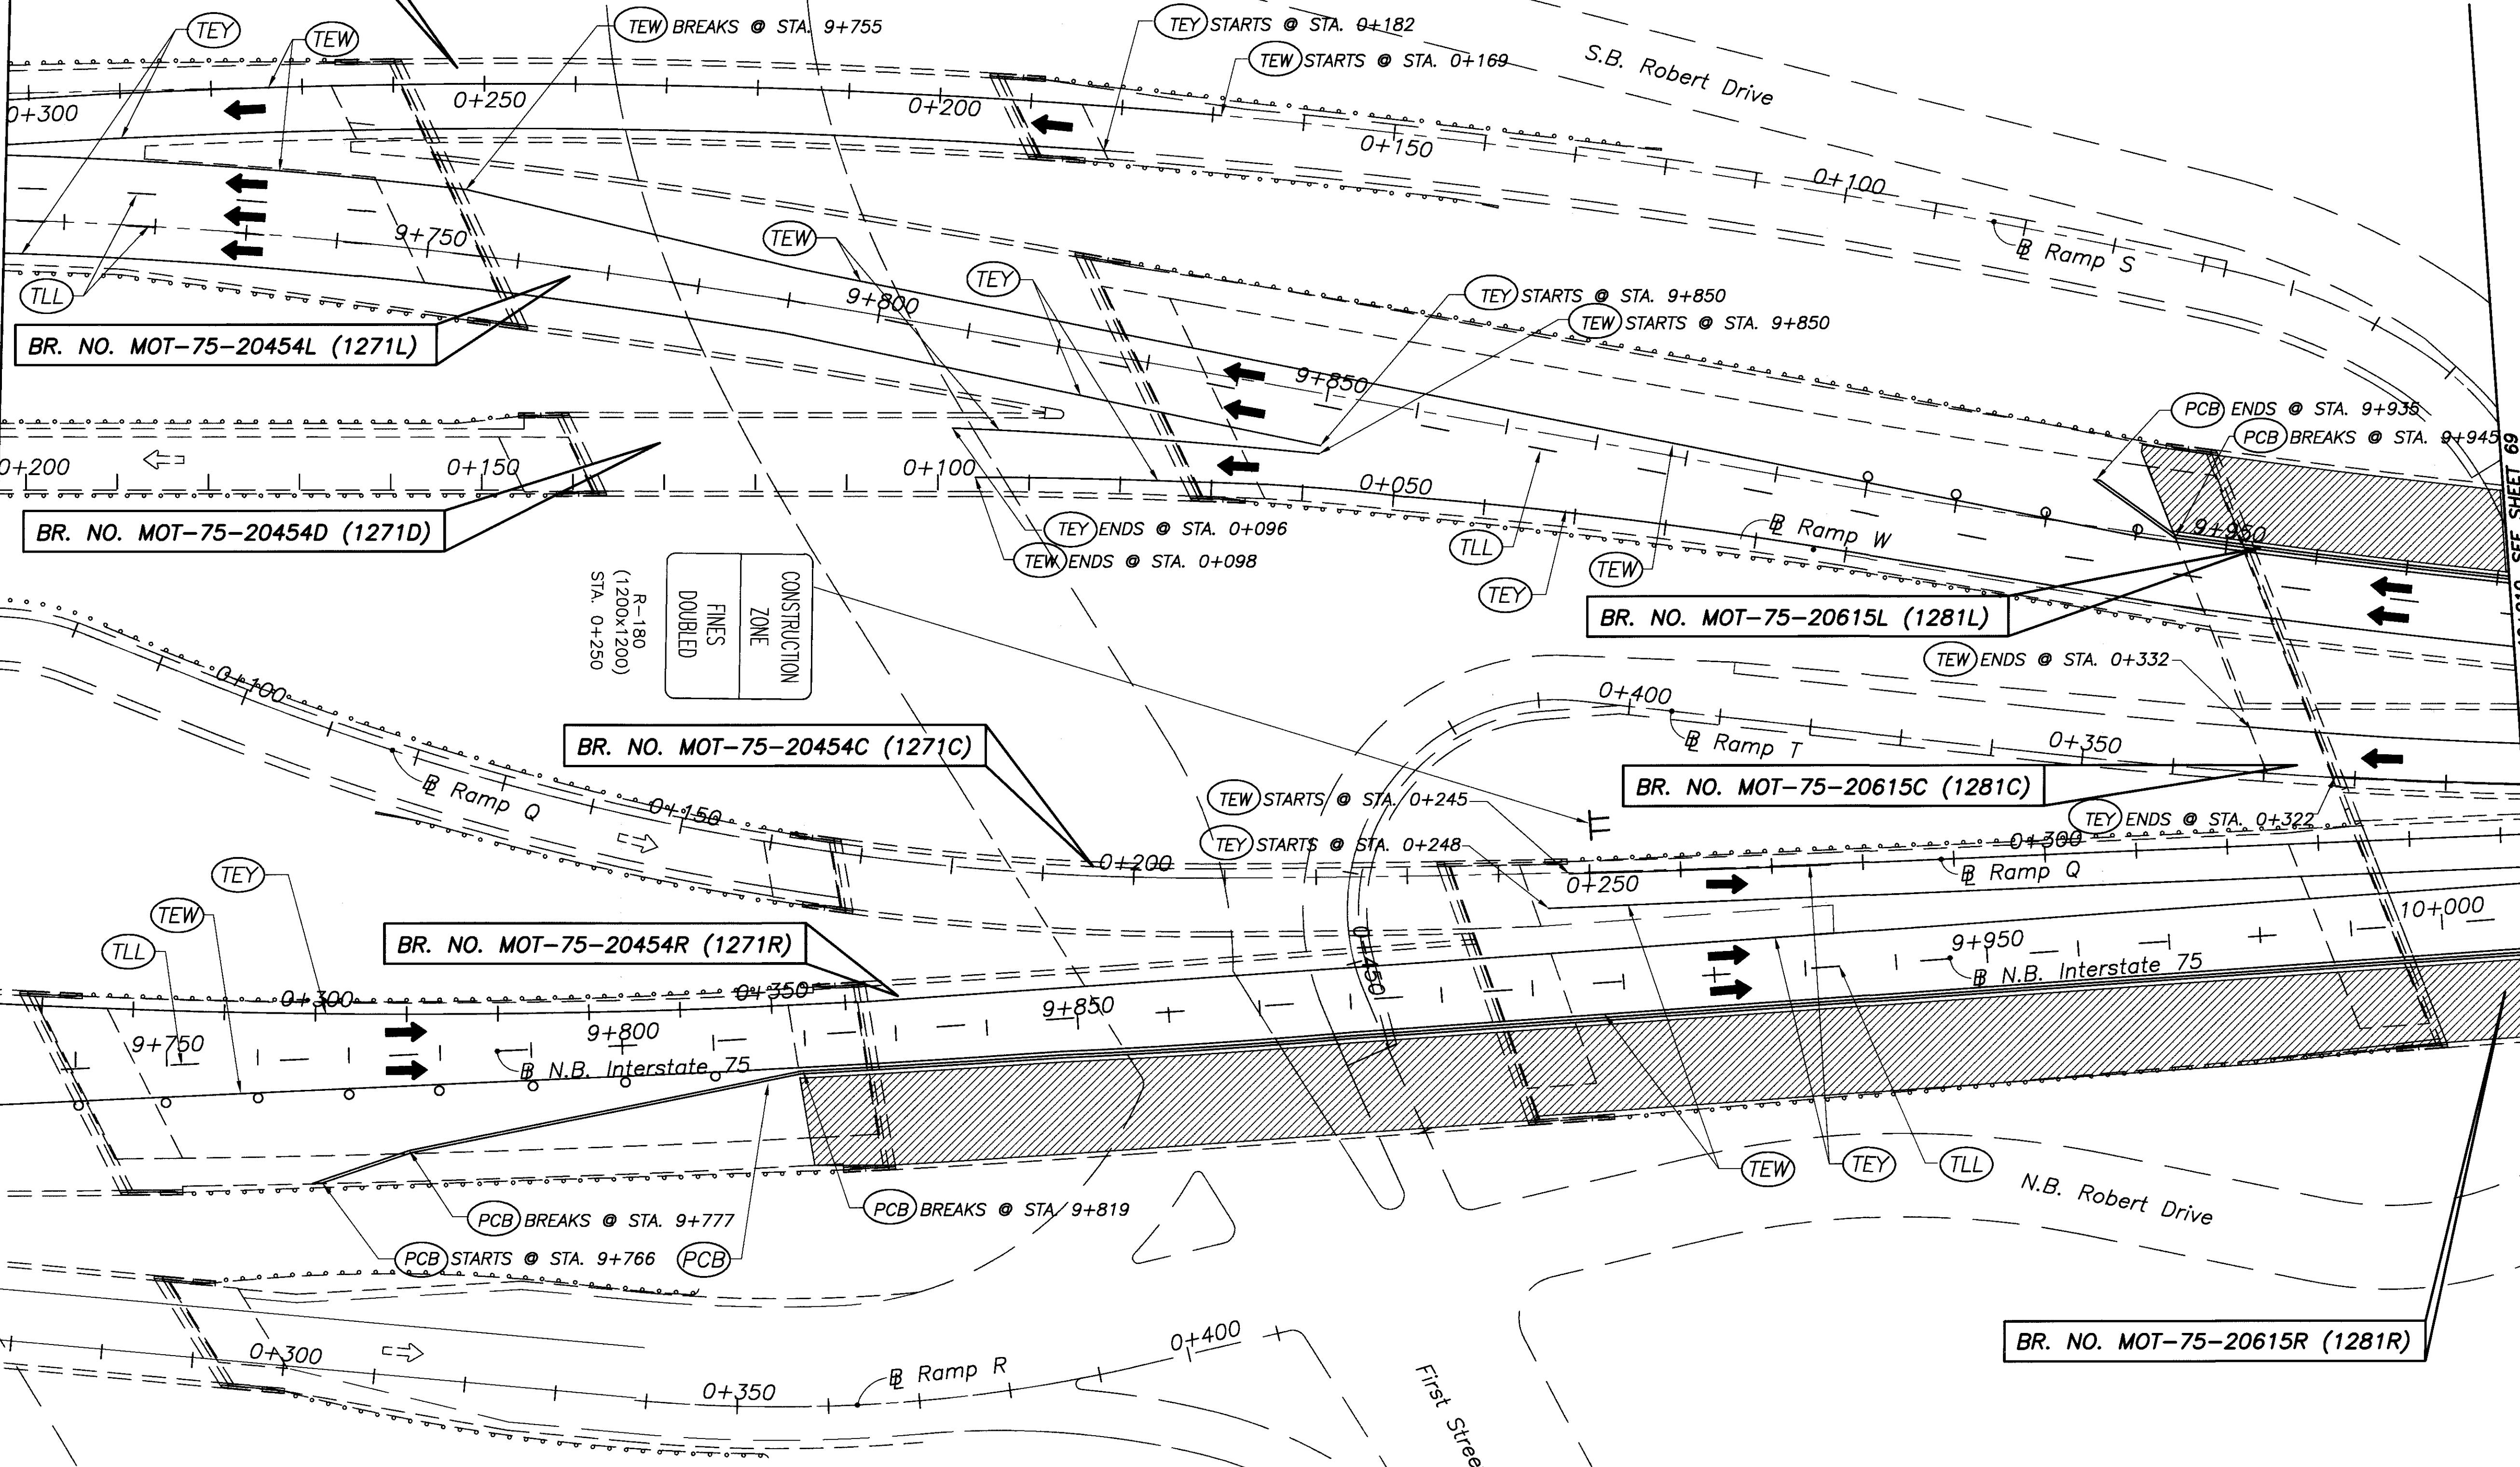 TEY
TEW
TEW BREAKS @ STA. 9+755
TEY STARTS @ STA. 0+182
TEW STARTS @ STA. 0+169
S.B. Robert Drive
0+300
0+250
0+200
0+150
0+100
BL Ramp S
9+750
TEW
9+800
TEY
TLL
TEY STARTS @ STA. 9+850
TEW STARTS @ STA. 9+850
BR. NO. MOT-75-20454L (1271L)
9+850
PCB ENDS @ STA. 9+935
PCB BREAKS @ STA. 9+945
SEE SHEET 69
0+200
0+150
0+100
0+050
9+950
BR. NO. MOT-75-20454D (1271D)
TEY ENDS @ STA. 0+096
TEW ENDS @ STA. 0+098
TLL
BL Ramp W
TEY
TEW
BR. NO. MOT-75-20615L (1281L)
CONSTRUCTION
ZONE
FINES
DOUBLED
R-180
(1200x1200)
STA. 0+250
TEW ENDS @ STA. 0+332
0+100
0+400
BL Ramp T
0+350
BR. NO. MOT-75-20454C (1271C)
BR. NO. MOT-75-20615C (1281C)
BL Ramp Q
0+150
TEW STARTS @ STA. 0+245
TEY STARTS @ STA. 0+248
TEY ENDS @ STA. 0+322
0+200
0+300
0+250
BL Ramp Q
TEY
TEW
TLL
BR. NO. MOT-75-20454R (1271R)
10+000
9+950
BL N.B. Interstate 75
0+450
0+300
0+350
9+750
9+800
9+850
BL N.B. Interstate 75
TEW
TEY
TLL
N.B. Robert Drive
PCB BREAKS @ STA. 9+777
PCB BREAKS @ STA. 9+819
PCB STARTS @ STA. 9+766
PCB
BR. NO. MOT-75-20615R (1281R)
0+300
0+350
BL Ramp R
0+400
First Stree